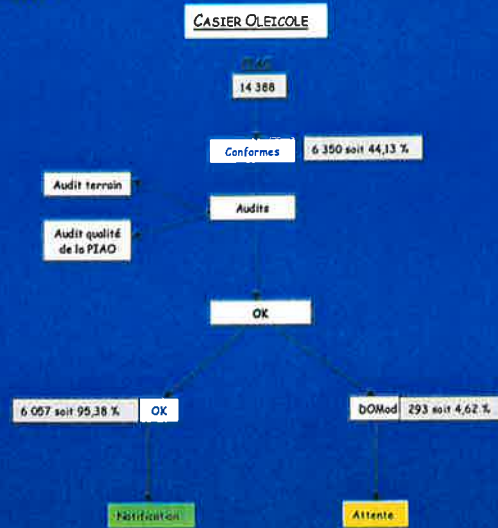 CASIER OLEICOLE
14 388
Conformes
6 350 soit 44,13 %
Audit terrain
Audits
Audit qualité
de la PIAO
OK
6 057 soit 95,38 %
OK
DOMod
293 soit 4,62 %
Notification
Attente